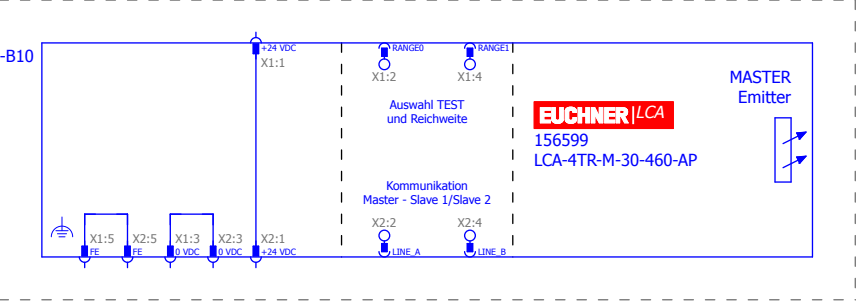 -B10
+24 VDC
X1:1
RANGE0
X1:2
RANGE1
X1:4
Auswahl TEST
und Reichweite
EUCHNER LCA
156599
LCA-4TR-M-30-460-AP
MASTER
Emitter
Kommunikation
Master - Slave 1/Slave 2
X1:5
FE
X2:5
FE
X1:3
0 VDC
X2:3
0 VDC
X2:1
+24 VDC
X2:2
LINE_A
X2:4
LINE_B